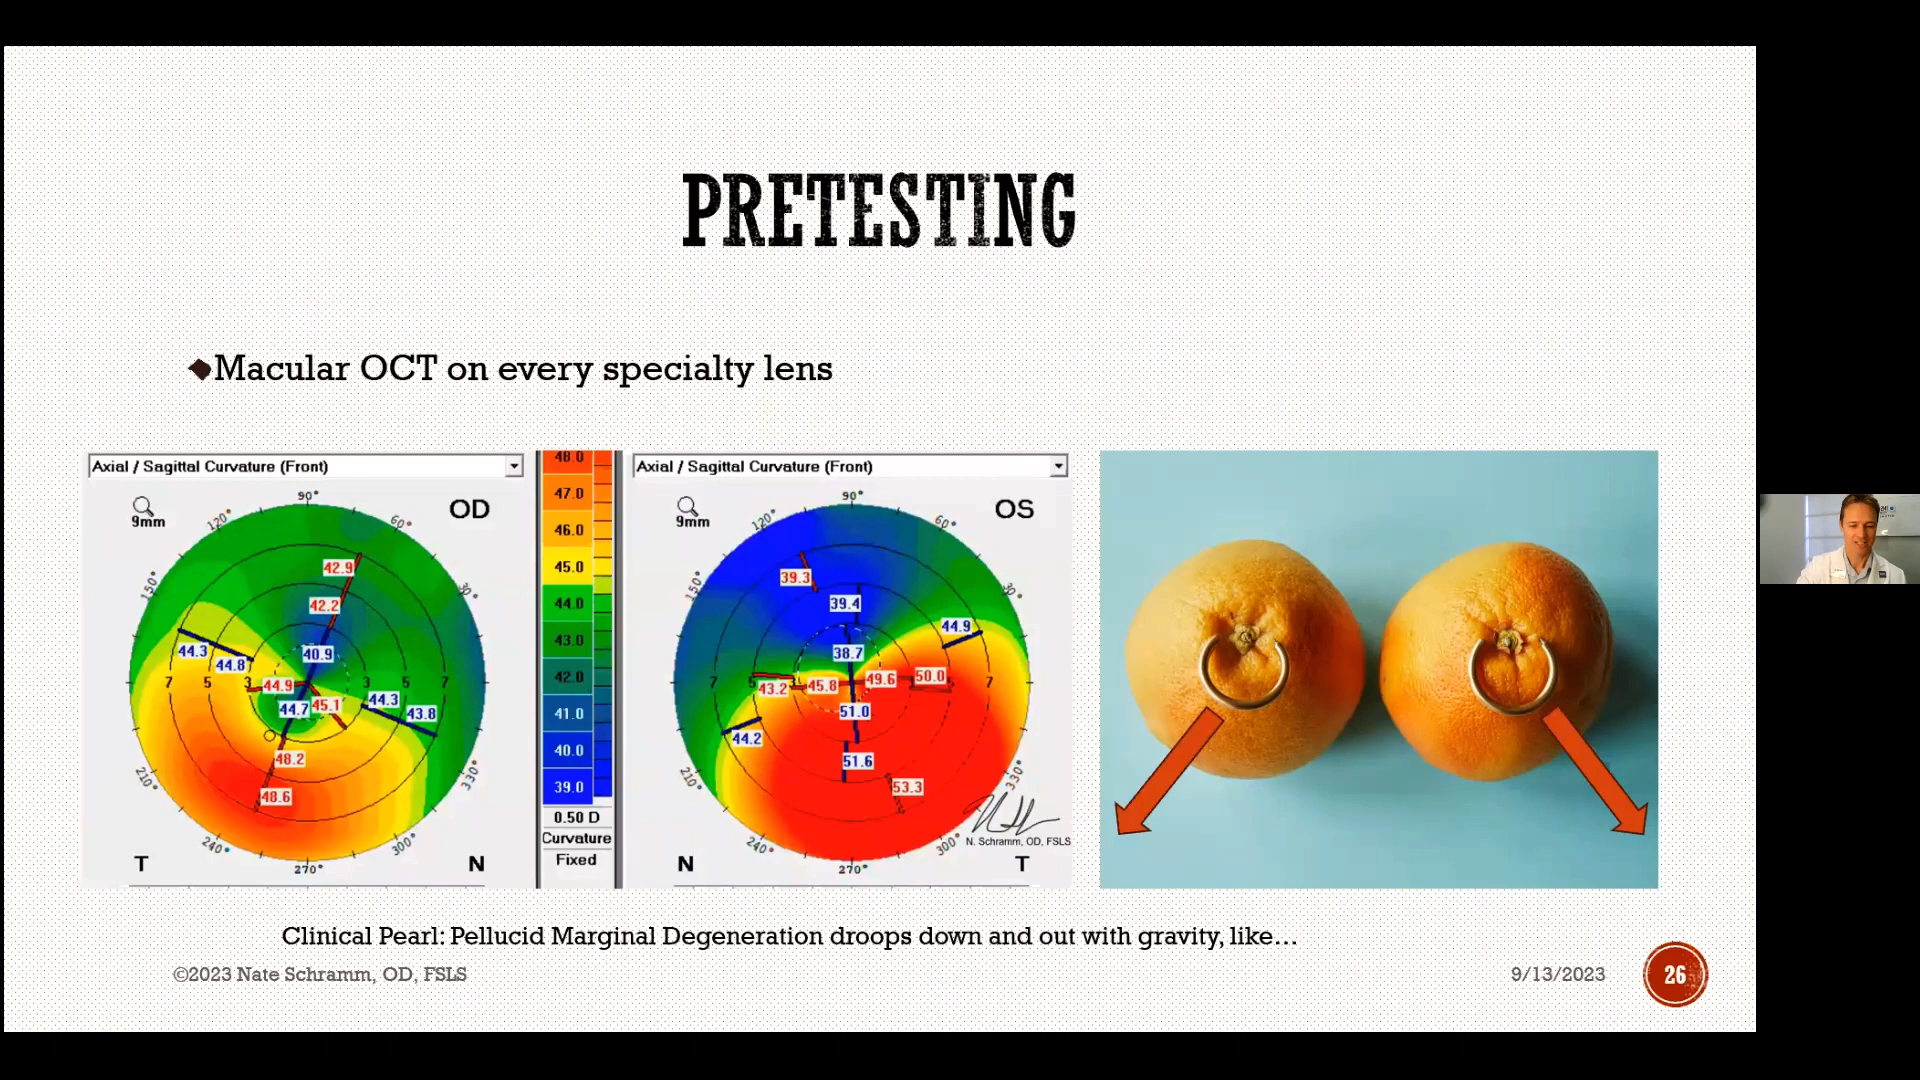 PRETESTING
Macular OCT on every specialty lens
Axial / Sagittal Curvature (Front)
OD
9mm
90°
120°
60°
150°
30°
42.9
42.2
40.9
44.3
44.8
44.9
44.7
45.1
44.3
43.8
48.2
48.6
7 5 3 3 5 7
210°
330°
240°
300°
270°
T
N
48.0
47.0
46.0
45.0
44.0
43.0
42.0
41.0
40.0
39.0
0.50 D
Curvature
Fixed
Axial / Sagittal Curvature (Front)
OS
9mm
90°
120°
60°
150°
30°
39.3
39.4
44.9
38.7
43.2
45.8
49.6
50.0
51.0
44.2
51.6
53.3
7 5 3 5 7
210°
330°
240°
300°
270°
N
T
N. Schramm, OD, FSLS
Clinical Pearl: Pellucid Marginal Degeneration droops down and out with gravity, like…
©2023 Nate Schramm, OD, FSLS
9/13/2023
26